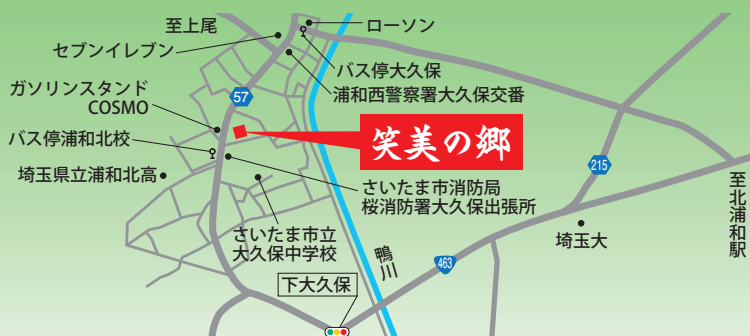 至上尾
ローソン
セブンイレブン
バス停大久保
ガソリンスタンド
COSMO
浦和西警察署大久保交番
57
バス停浦和北校
笑美の郷
215
埼玉県立浦和北高
さいたま市消防局
桜消防署大久保出張所
至北浦和駅
さいたま市立
大久保中学校
埼玉大
鴨川
463
下大久保